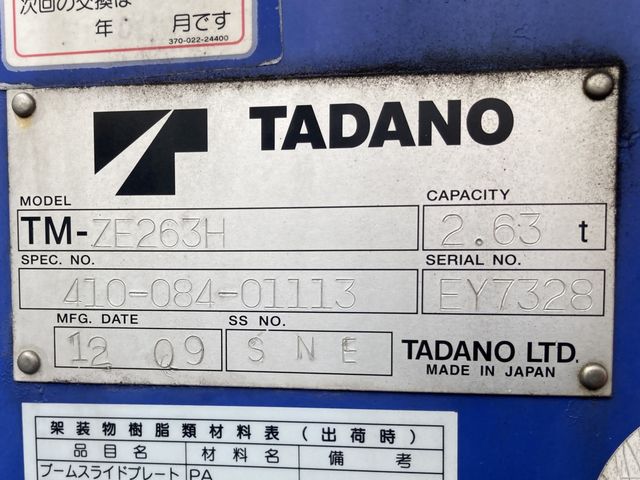 次回の交換は
年 月です
370-022-24400
TADANO
MODEL CAPACITY
TM-ZE263H 2.63 t
SPEC. NO. SERIAL NO.
410-084-01113 EY7328
MFG. DATE SS NO.
12 09 SNE TADANO LTD.
MADE IN JAPAN
架装物樹脂類材料表(出荷時)
品目名 材料名 備考
ブームスライドプレート PA